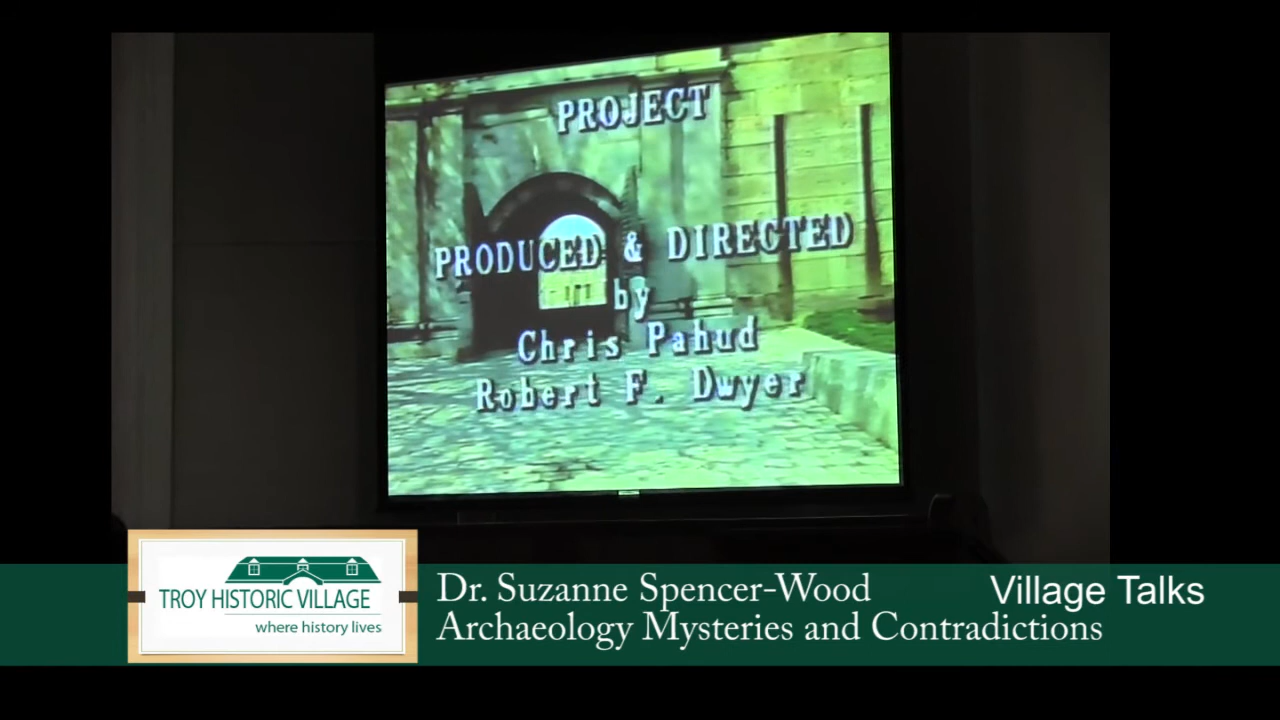 PROJECT
PRODUCED & DIRECTED
by
Chris Pahud
Robert F. Dwyer
TROY HISTORIC VILLAGE
where history lives
Dr. Suzanne Spencer-Wood
Village Talks
Archaeology Mysteries and Contradictions